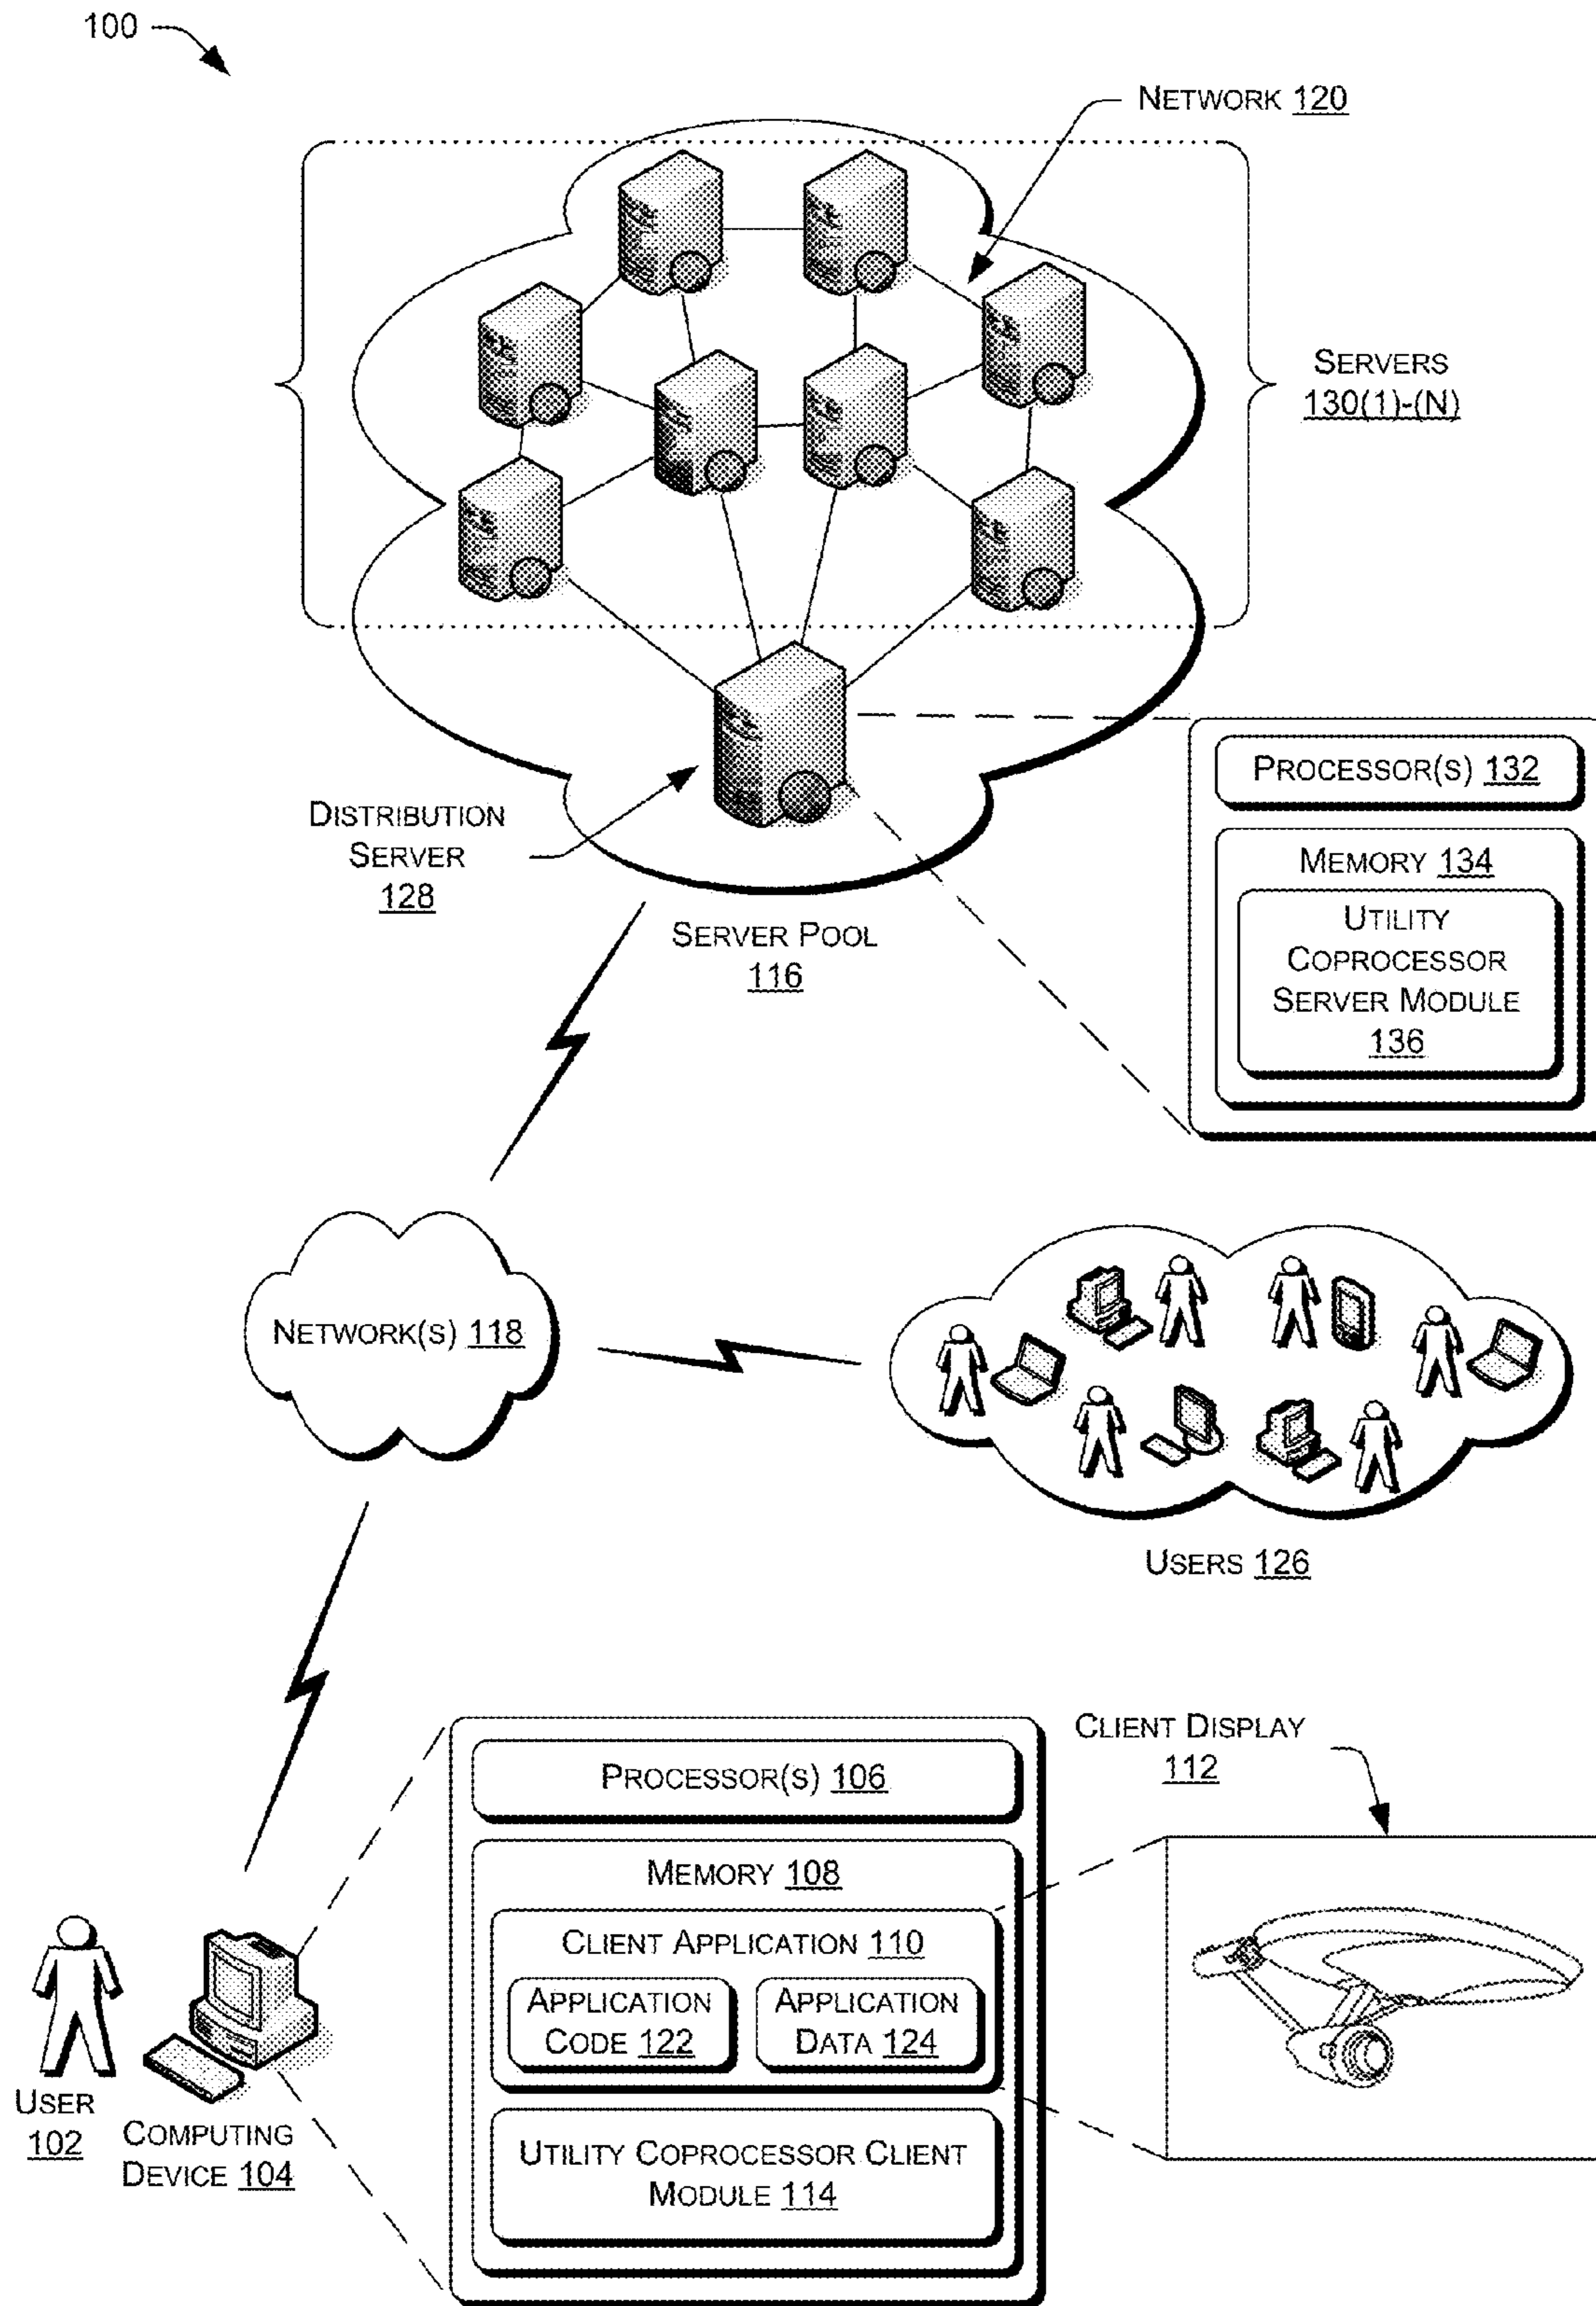 100
NETWORK 120
SERVERS
130(1)-(N)
PROCESSOR(S) 132
MEMORY 134
UTILITY
COPROCESSOR
SERVER MODULE
136
DISTRIBUTION
SERVER
128
SERVER POOL
116
NETWORK(S) 118
USERS 126
CLIENT DISPLAY
112
PROCESSOR(S) 106
MEMORY 108
CLIENT APPLICATION 110
APPLICATION
CODE 122
APPLICATION
DATA 124
UTILITY COPROCESSOR CLIENT
MODULE 114
USER
102
COMPUTING
DEVICE 104